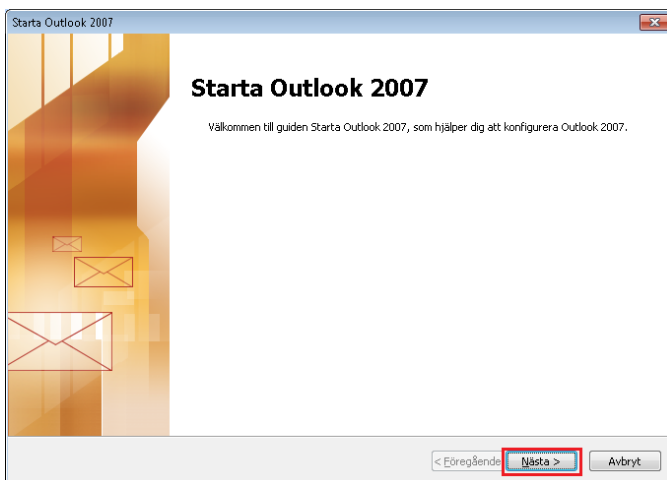 Starta Outlook 2007
Starta Outlook 2007
Välkommen till guiden Starta Outlook 2007, som hjälper dig att konfigurera Outlook 2007.
< Föregående Nästa > Avbryt